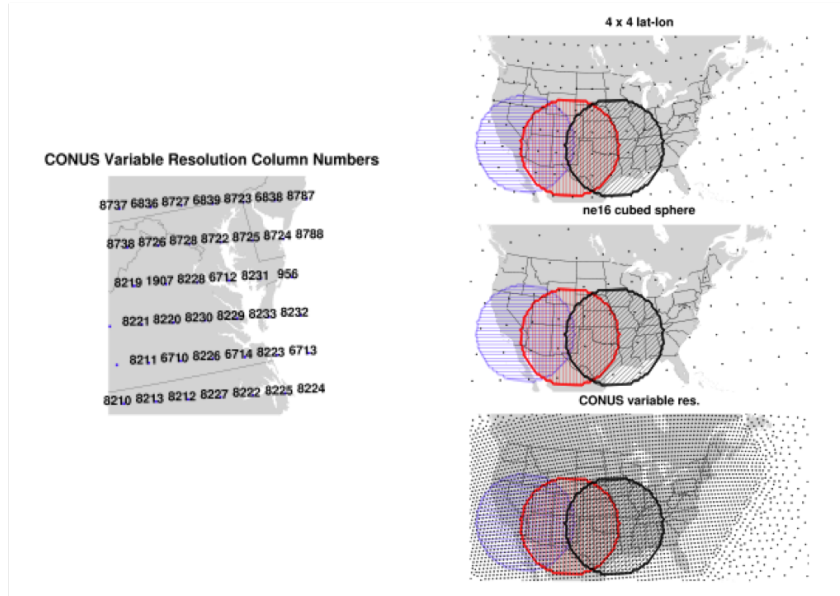 CONUS Variable Resolution Column Numbers
8737 6836 8727 6839 8723 6838 8787
8738 8726 8728 8722 8725 8724 8788
8219 1907 8228 6712 8231 956
8221 8220 8230 8229 8233 8232
8211 6710 8226 6714 8223 6713
8210 8213 8212 8227 8222 8225 8224
4 x 4 lat-lon
ne16 cubed sphere
CONUS variable res.